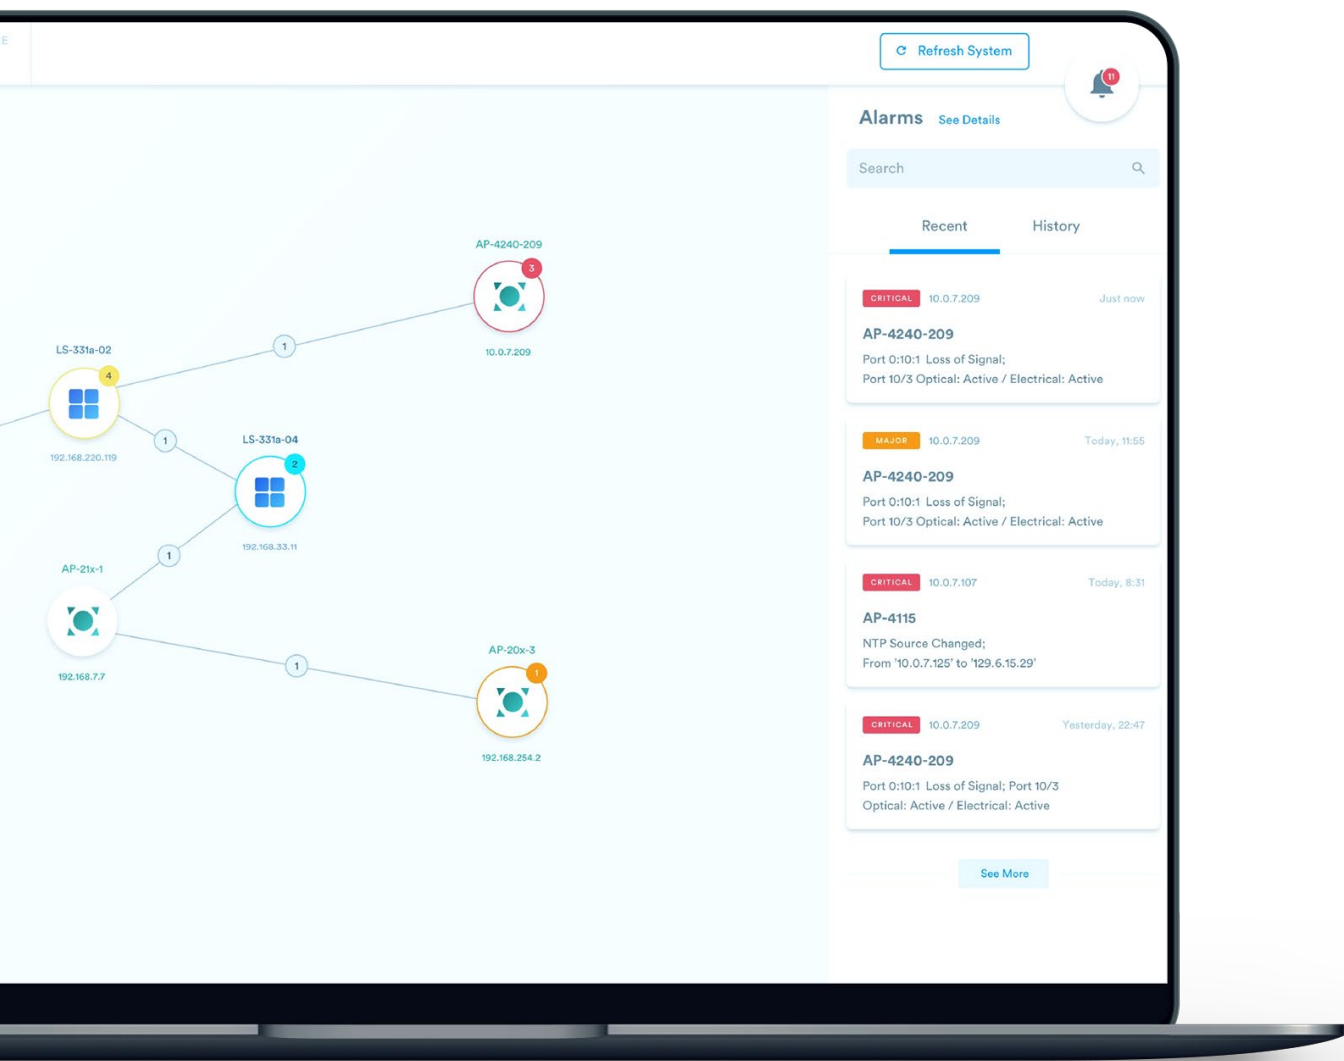 E
Refresh System
11
Alarms See Details
Search
Recent History
CRITICAL 10.0.7.209 Just now
AP-4240-209
Port 0:10:1 Loss of Signal;
Port 10/3 Optical: Active / Electrical: Active
MAJOR 10.0.7.209 Today, 11:55
AP-4240-209
Port 0:10:1 Loss of Signal;
Port 10/3 Optical: Active / Electrical: Active
CRITICAL 10.0.7.107 Today, 8:31
AP-4115
NTP Source Changed;
From '10.0.7.125' to '129.6.15.29'
CRITICAL 10.0.7.209 Yesterday, 22:47
AP-4240-209
Port 0:10:1 Loss of Signal; Port 10/3
Optical: Active / Electrical: Active
See More
AP-4240-209
3
10.0.7.209
1
LS-331a-02
4
192.168.220.119
1
LS-331a-04
2
192.168.33.11
1
AP-21x-1
192.168.7.7
1
AP-20x-3
1
192.168.254.2